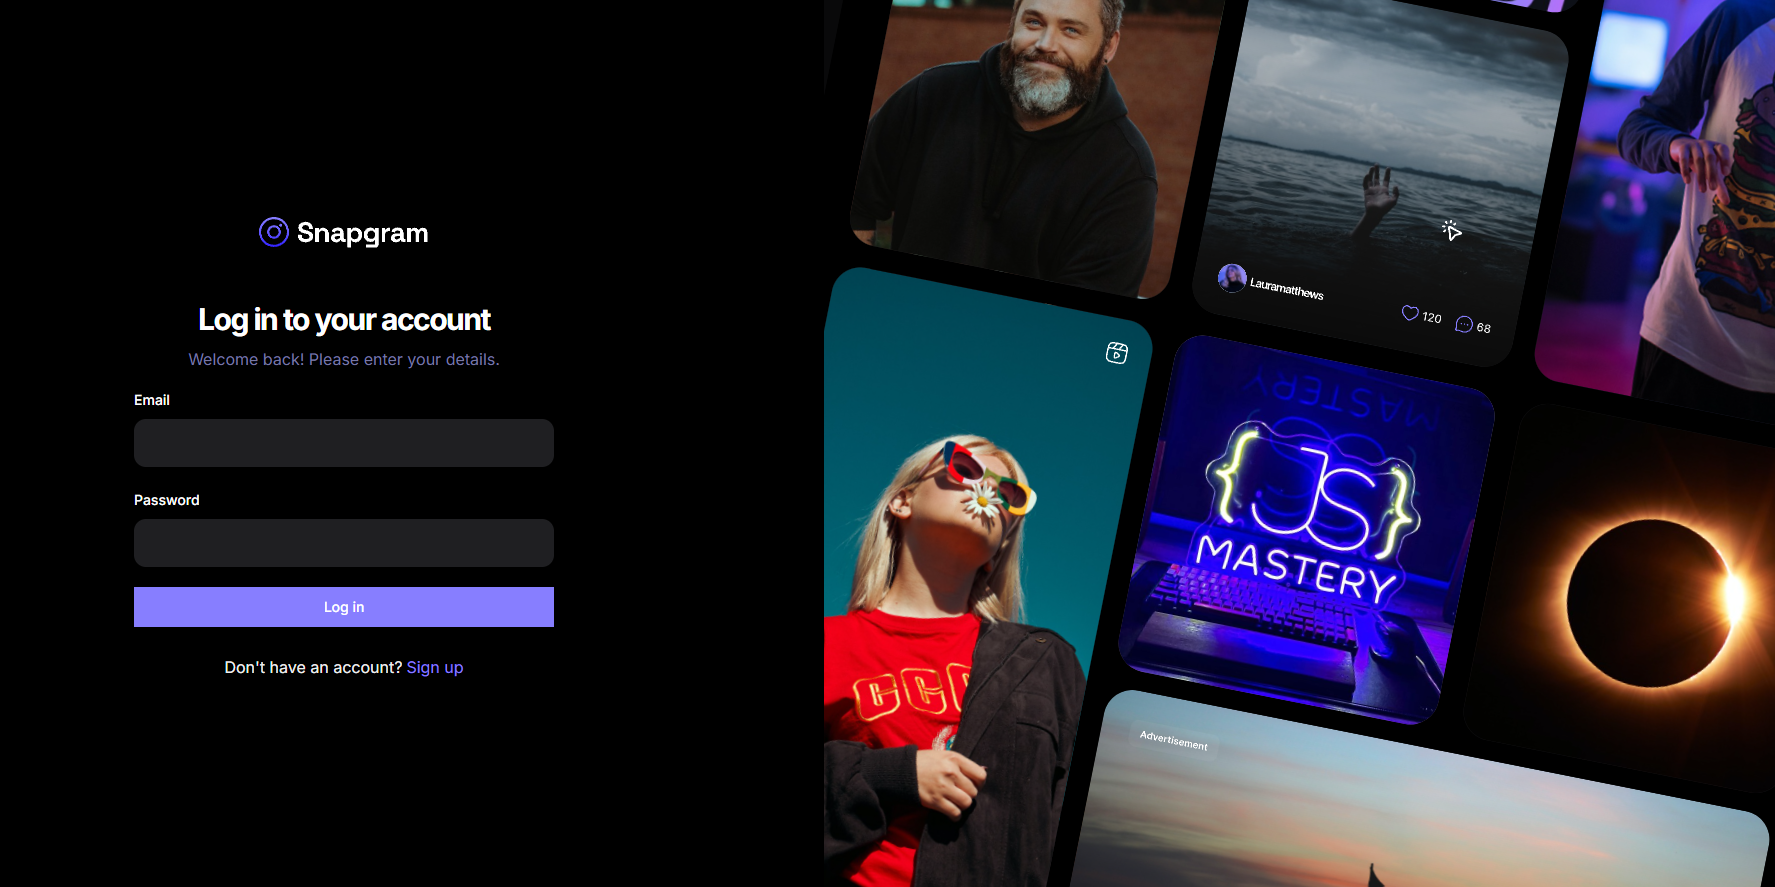 Snapgram
Log in to your account
Welcome back! Please enter your details.
Email
Password
Log in
Don't have an account? Sign up
Lauramatthews
120
68
MASTERY
{JS}
MASTERY
CCC
Advertisement